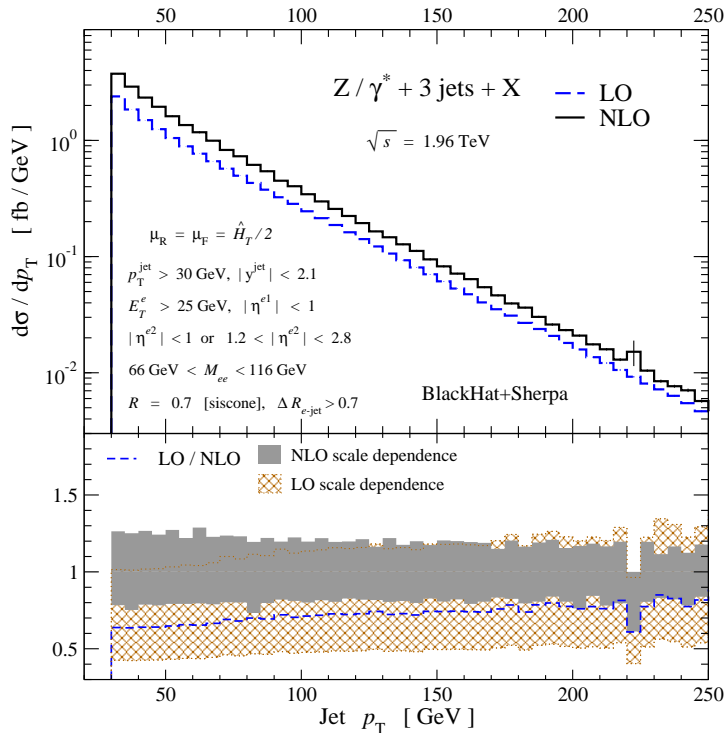 50 100 150 200 250
Z / γ* + 3 jets + X
LO
NLO
√s = 1.96 TeV
10^0
10^-1
10^-2
dσ / dp_T [ fb / GeV ]
μ_R = μ_F = Ĥ_T / 2
p_T^jet > 30 GeV, | y^jet | < 2.1
E_T^e > 25 GeV, | η^e1 | < 1
| η^e2 | < 1 or 1.2 < | η^e2 | < 2.8
66 GeV < M_ee < 116 GeV
R = 0.7 [siscone], Δ R_e-jet > 0.7
BlackHat+Sherpa
LO / NLO
NLO scale dependence
LO scale dependence
1.5
1
0.5
50 100 150 200 250
Jet p_T [ GeV ]